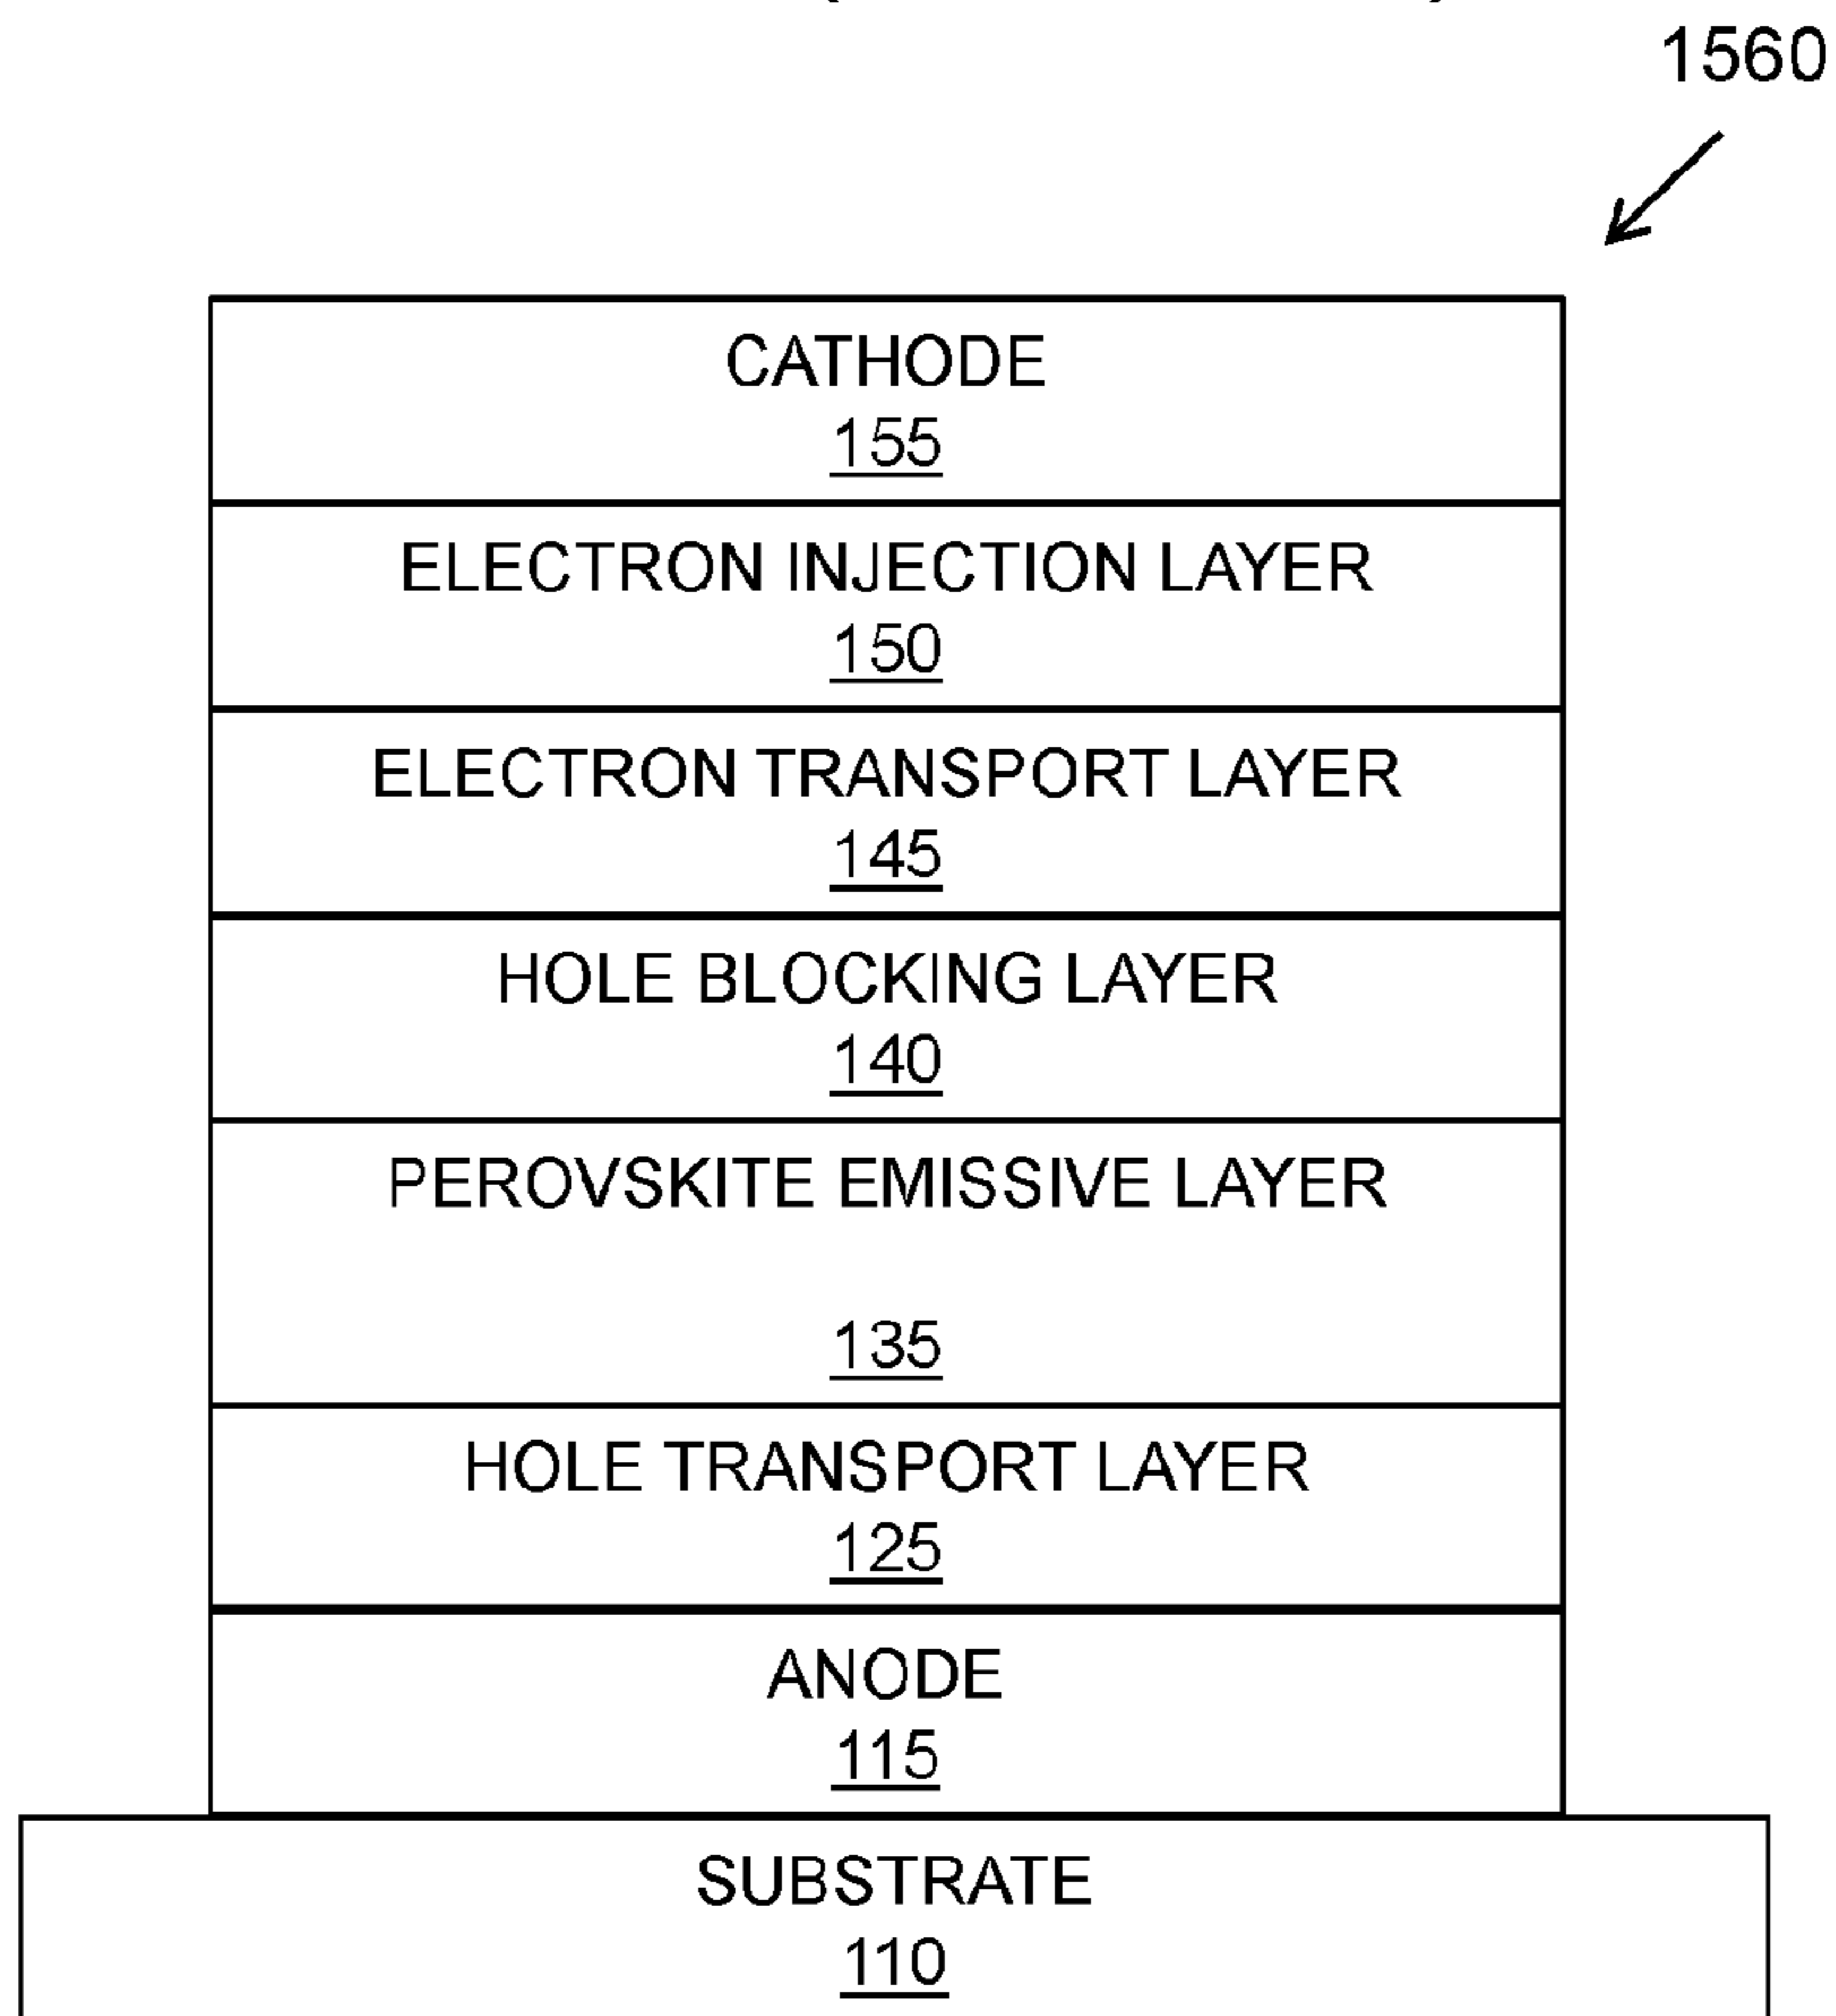 1560
CATHODE
155
ELECTRON INJECTION LAYER
150
ELECTRON TRANSPORT LAYER
145
HOLE BLOCKING LAYER
140
PEROVSKITE EMISSIVE LAYER
135
HOLE TRANSPORT LAYER
125
ANODE
115
SUBSTRATE
110